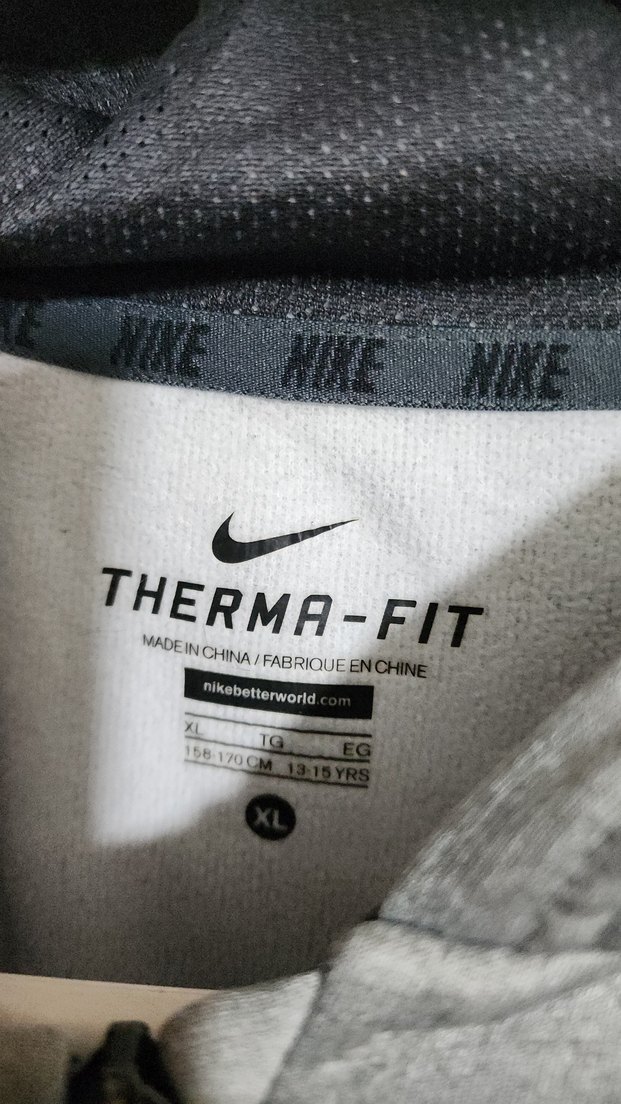 NIKE NIKE NIKE
THERMA-FIT
MADE IN CHINA / FABRIQUE EN CHINE
nikebetterworld.com
XL TG EG
158-170 CM 13-15 YRS
XL